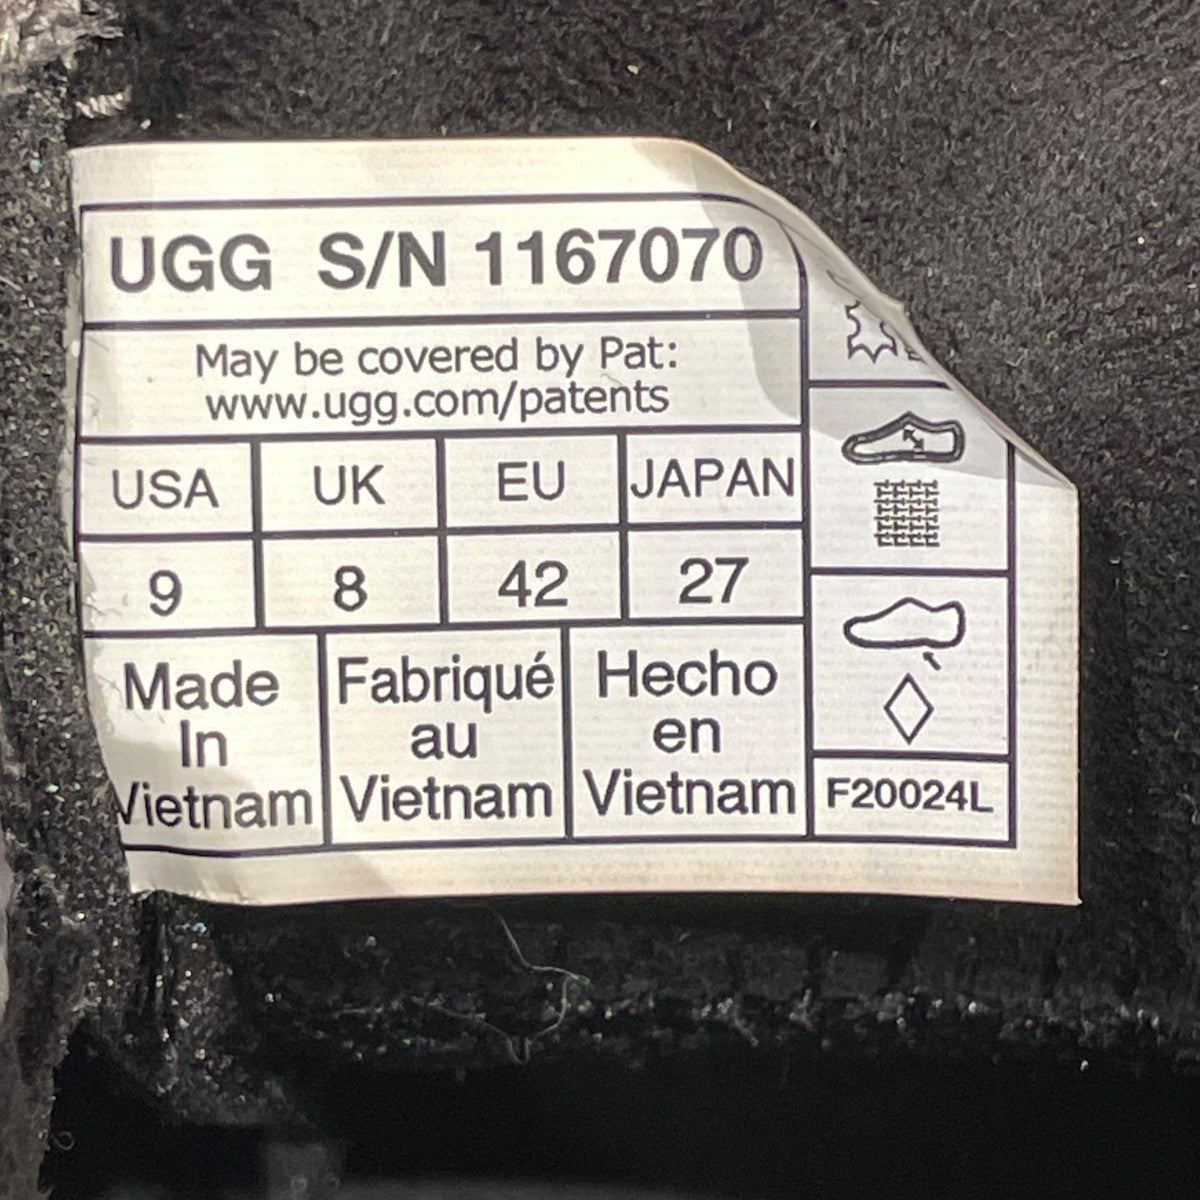 UGG S/N 1167070
May be covered by Pat:
www.ugg.com/patents
USA UK EU JAPAN
9 8 42 27
Made
In
Vietnam
Fabriqué
au
Vietnam
Hecho
en
Vietnam
F20024L